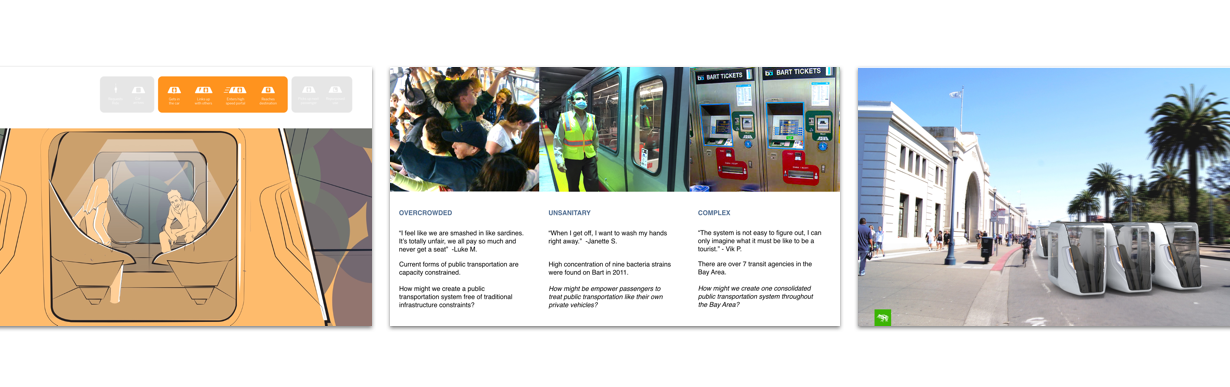 BART TICKETS
BART TICKETS
OVERCROWDED
“I feel like we are smashed in like sardines.
It’s totally unfair, we all pay so much and
never get a seat” -Luke M.
Current forms of public transportation are
capacity constrained.
How might we create a public
transportation system free of traditional
infrastructure constraints?
UNSANITARY
“When I get off, I want to wash my hands
right away.” -Janette S.
High concentration of nine bacteria strains
were found on Bart in 2011.
How might be empower passengers to
treat public transportation like their own
private vehicles?
COMPLEX
“The system is not easy to figure out, I can
only imagine what it must be like to be a
tourist.” - Vik P.
There are over 7 transit agencies in the
Bay Area.
How might we create one consolidated
public transportation system throughout
the Bay Area?